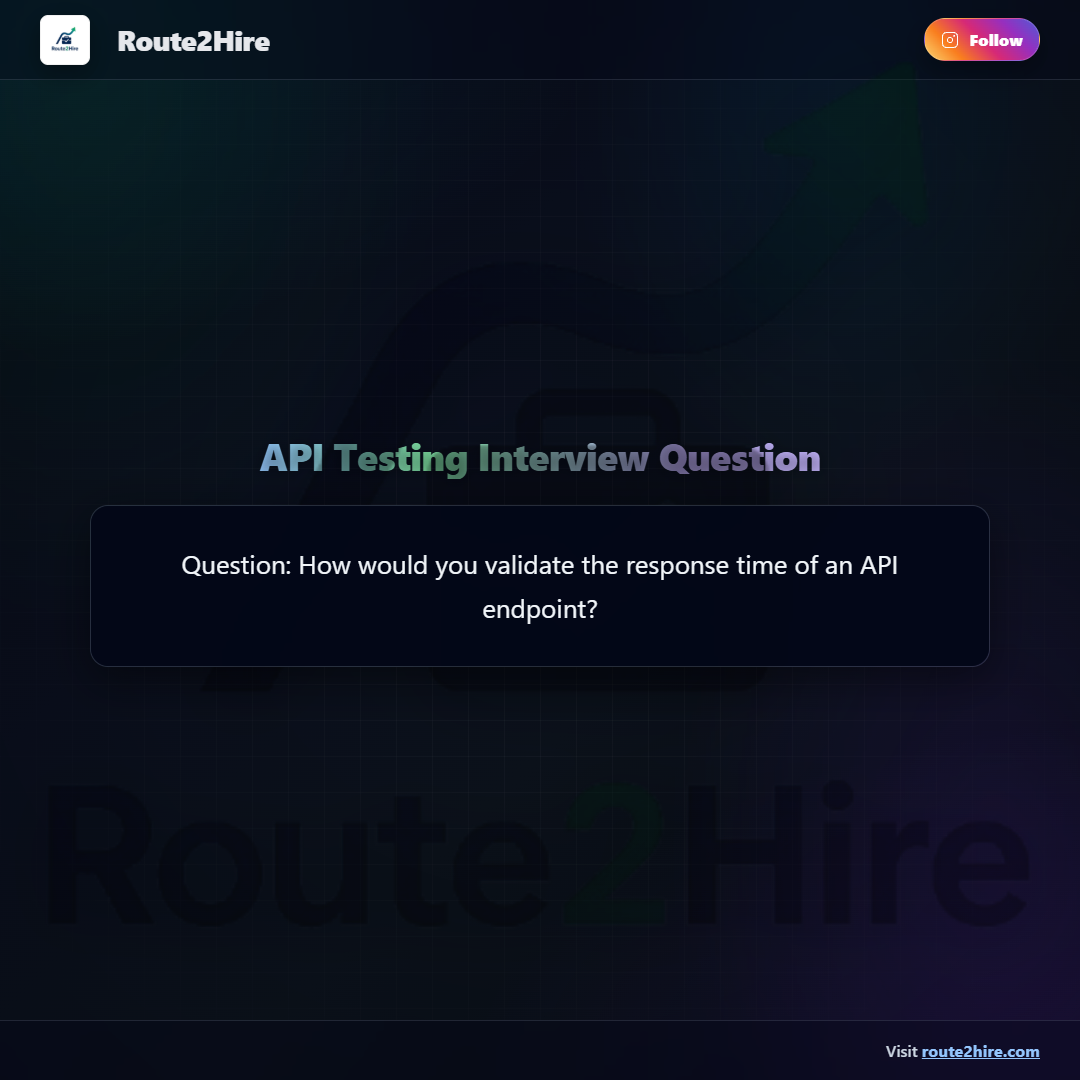 Route2Hire
Route2Hire
Follow
API Testing Interview Question
Question: How would you validate the response time of an API
endpoint?
Route2Hire
Visit route2hire.com